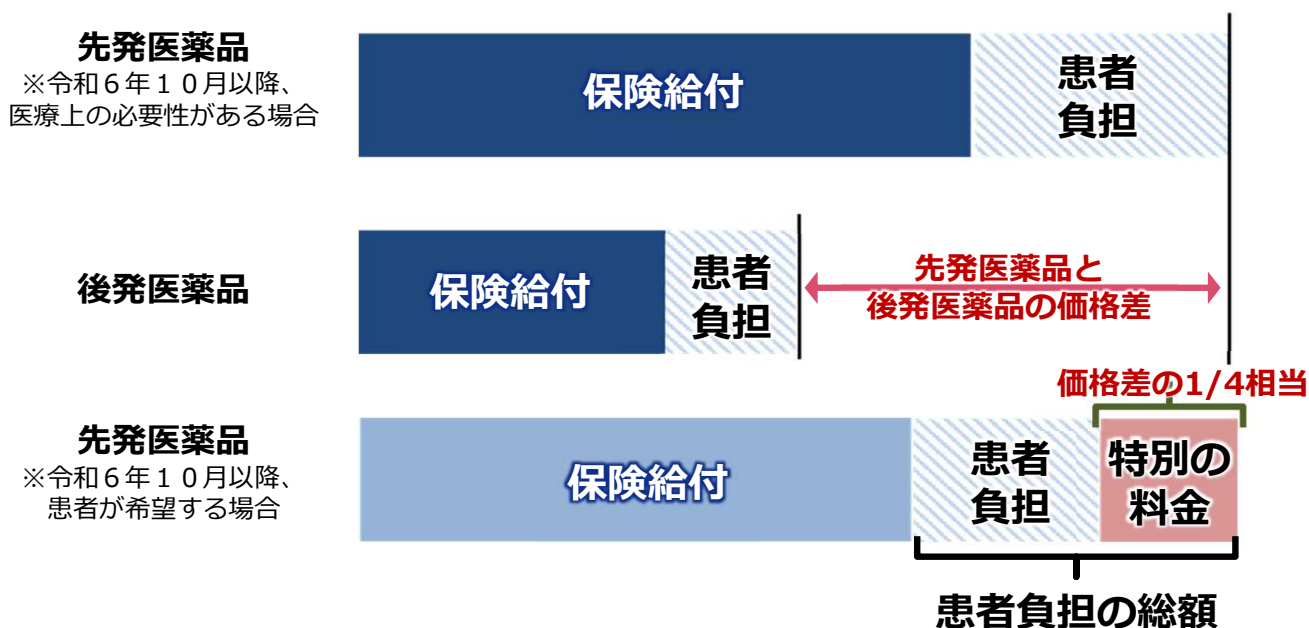 先発医薬品
※令和６年１０月以降、
医療上の必要性がある場合
保険給付
患者
負担
後発医薬品
保険給付
患者
負担
先発医薬品と
後発医薬品の価格差
価格差の1/4相当
先発医薬品
※令和６年１０月以降、
患者が希望する場合
保険給付
患者
負担
特別の
料金
患者負担の総額